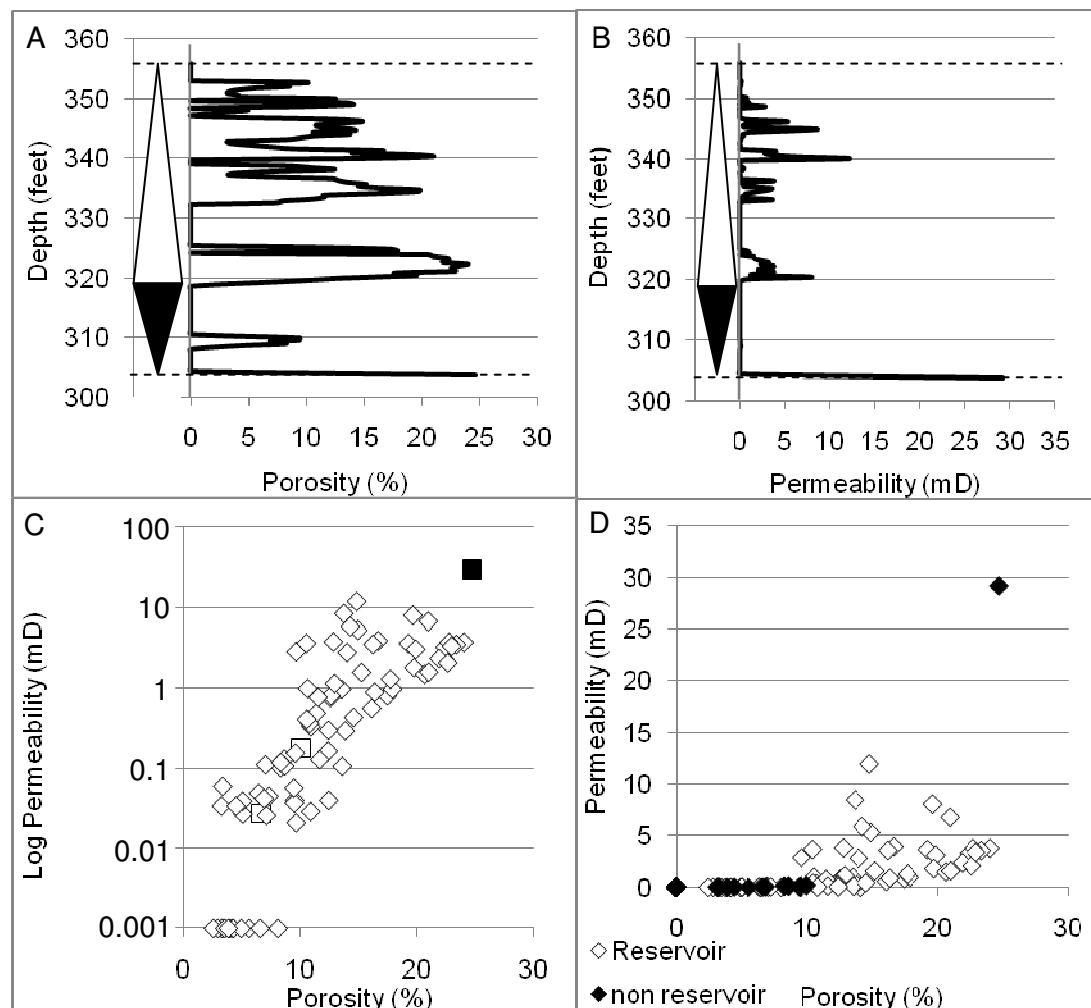 A
360
350
340
330
320
310
300
Depth (feet)
0 5 10 15 20 25 30
Porosity (%)
B
360
350
340
330
320
310
300
Depth (feet)
0 5 10 15 20 25 30 35
Permeability (mD)
C
100
10
1
0.1
0.01
0.001
Log Permeability (mD)
0 10 20 30
Porosity (%)
D
35
30
25
20
15
10
5
0
Permeability (mD)
0 10 20 30
Reservoir
non reservoir
Porosity (%)